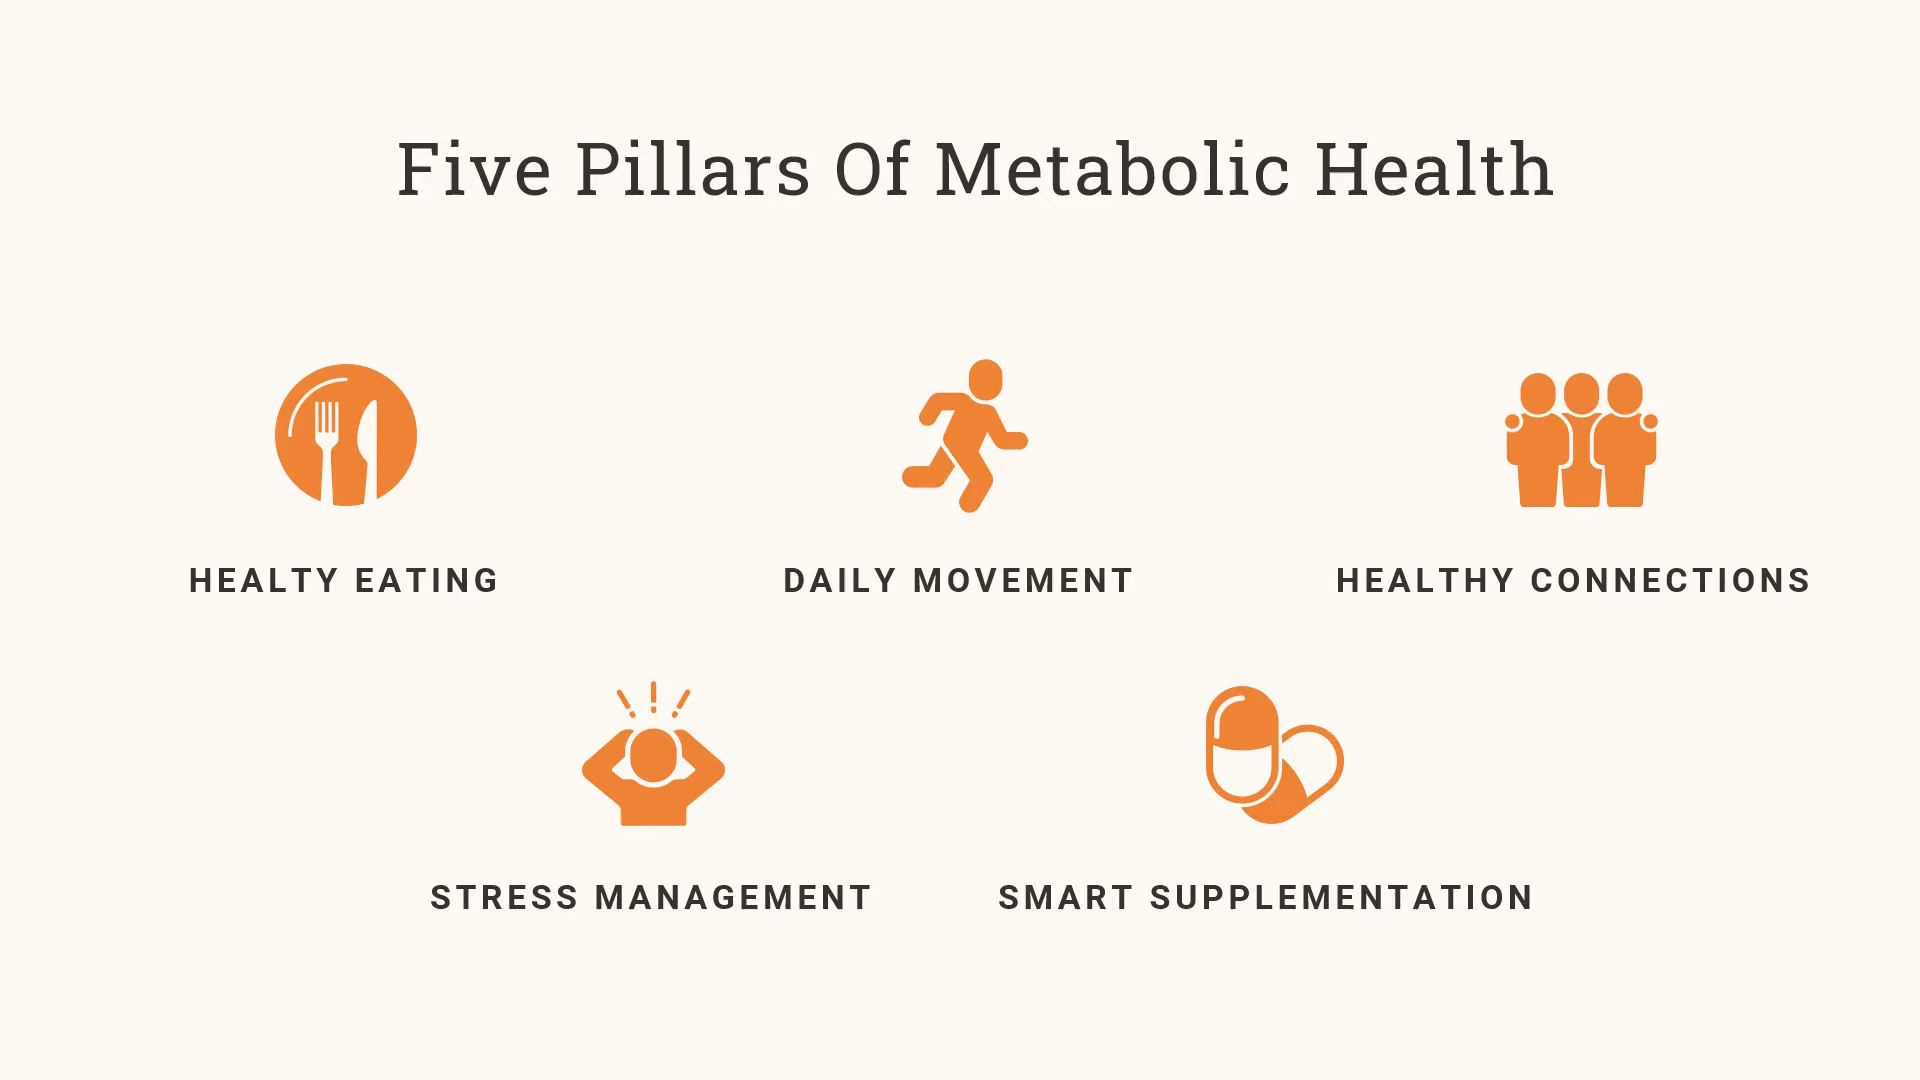 Five Pillars Of Metabolic Health
HEALTY EATING
DAILY MOVEMENT
HEALTHY CONNECTIONS
STRESS MANAGEMENT
SMART SUPPLEMENTATION